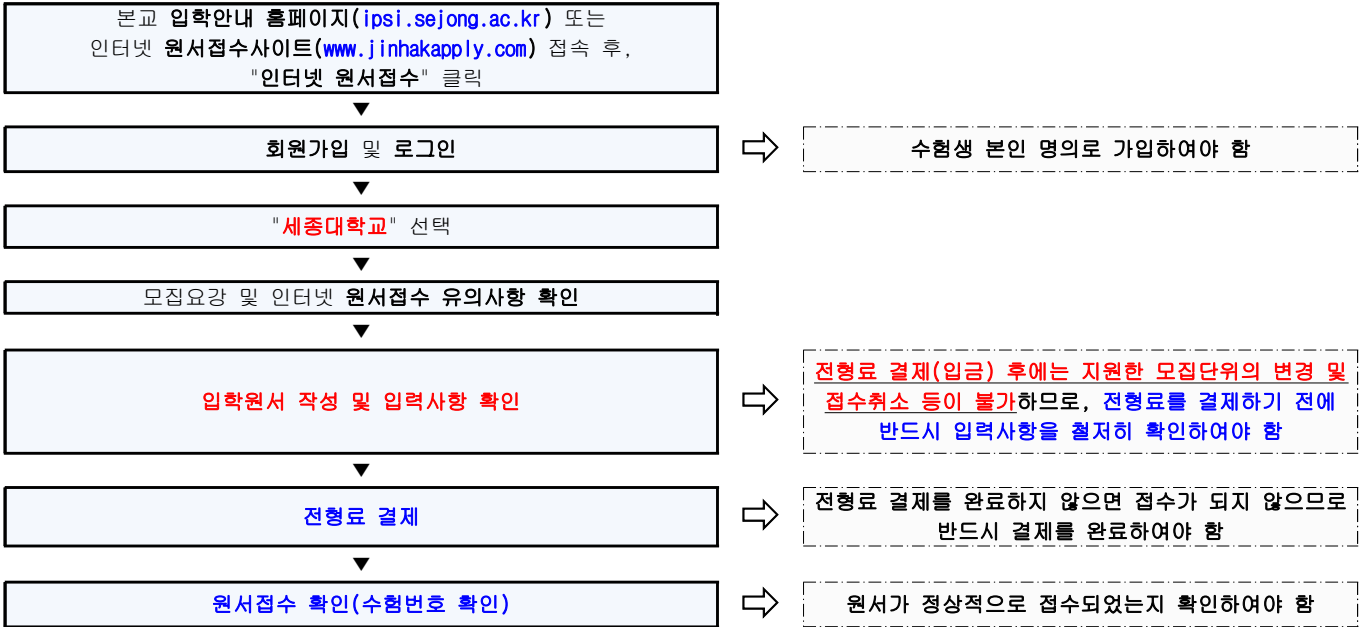 본교 입학안내 홈페이지(ipsi.sejong.ac.kr) 또는
인터넷 원서접수사이트(www.jinhakapply.com) 접속 후,
"인터넷 원서접수" 클릭
▼
회원가입 및 로그인
⇨
수험생 본인 명의로 가입하여야 함
▼
"세종대학교" 선택
▼
모집요강 및 인터넷 원서접수 유의사항 확인
▼
입학원서 작성 및 입력사항 확인
⇨
전형료 결제(입금) 후에는 지원한 모집단위의 변경 및
접수취소 등이 불가하므로, 전형료를 결제하기 전에
반드시 입력사항을 철저히 확인하여야 함
▼
전형료 결제
⇨
전형료 결제를 완료하지 않으면 접수가 되지 않으므로
반드시 결제를 완료하여야 함
▼
원서접수 확인(수험번호 확인)
⇨
원서가 정상적으로 접수되었는지 확인하여야 함